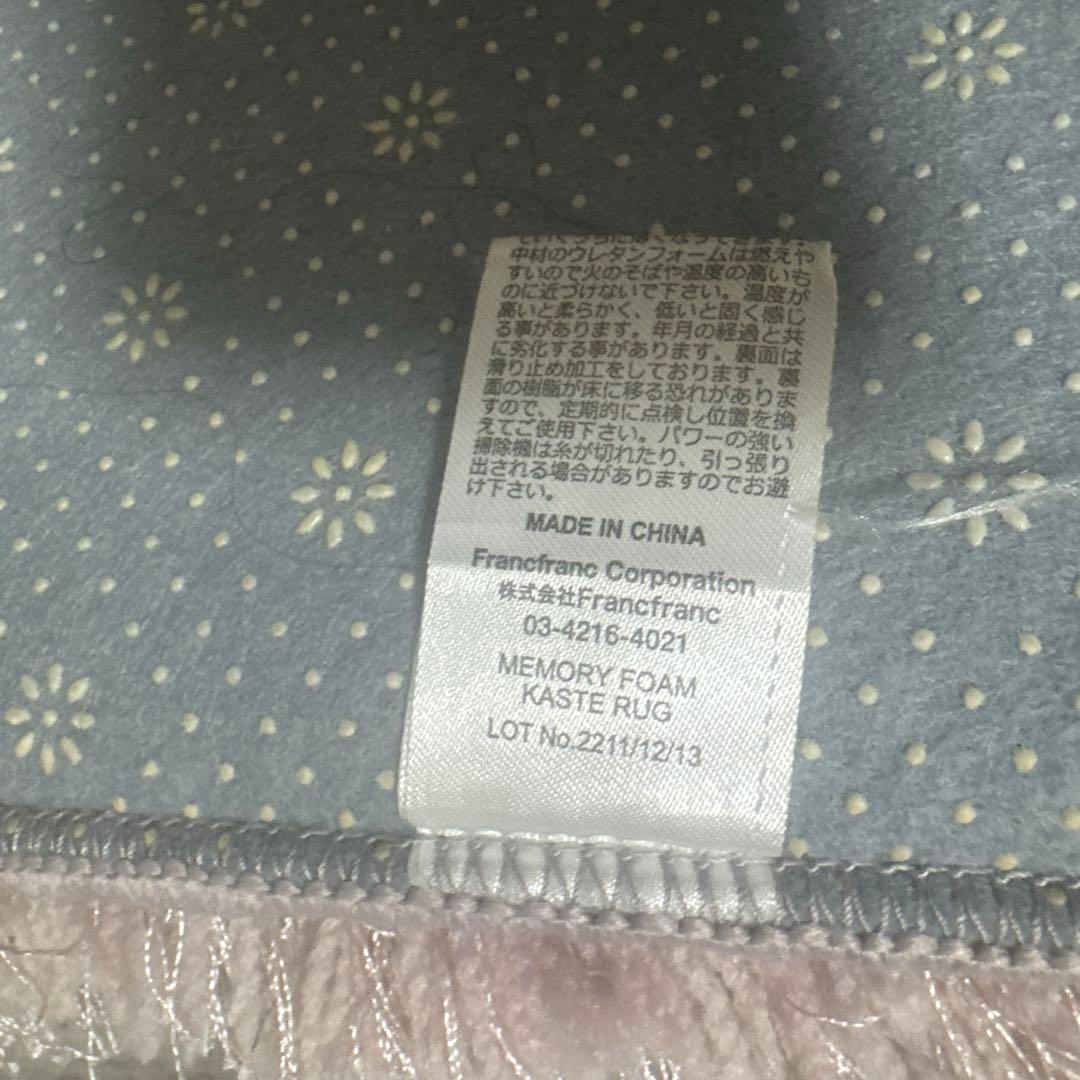 中材のウレタンフォームは燃えや
すいので火のそばや温度の高いも
のに近づけないで下さい。温度が
高いと柔らかく、低いと固く感じ
る事があります。年月の経過と共
に劣化する事があります。裏面は
滑り止め加工をしております。裏
面の樹脂が床に移る恐れがありま
すので、定期的に点検し位置を換
えてご使用下さい。パワーの強い
掃除機は糸が切れたり、引っ張り
出される場合がありますのでお避
け下さい。
MADE IN CHINA
Francfranc Corporation
株式会社Francfranc
03-4216-4021
MEMORY FOAM
KASTE RUG
LOT No.2211/12/13